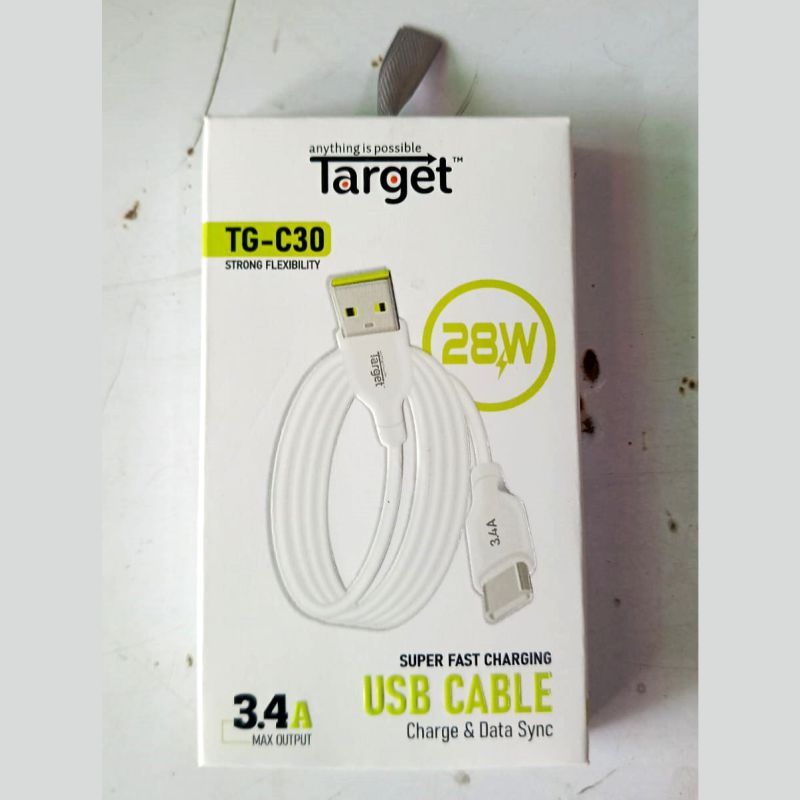 anything is possible
Target™
TG-C30
STRONG FLEXIBILITY
28W
Target
3.4A
SUPER FAST CHARGING
USB CABLE
Charge & Data Sync
3.4A
MAX OUTPUT